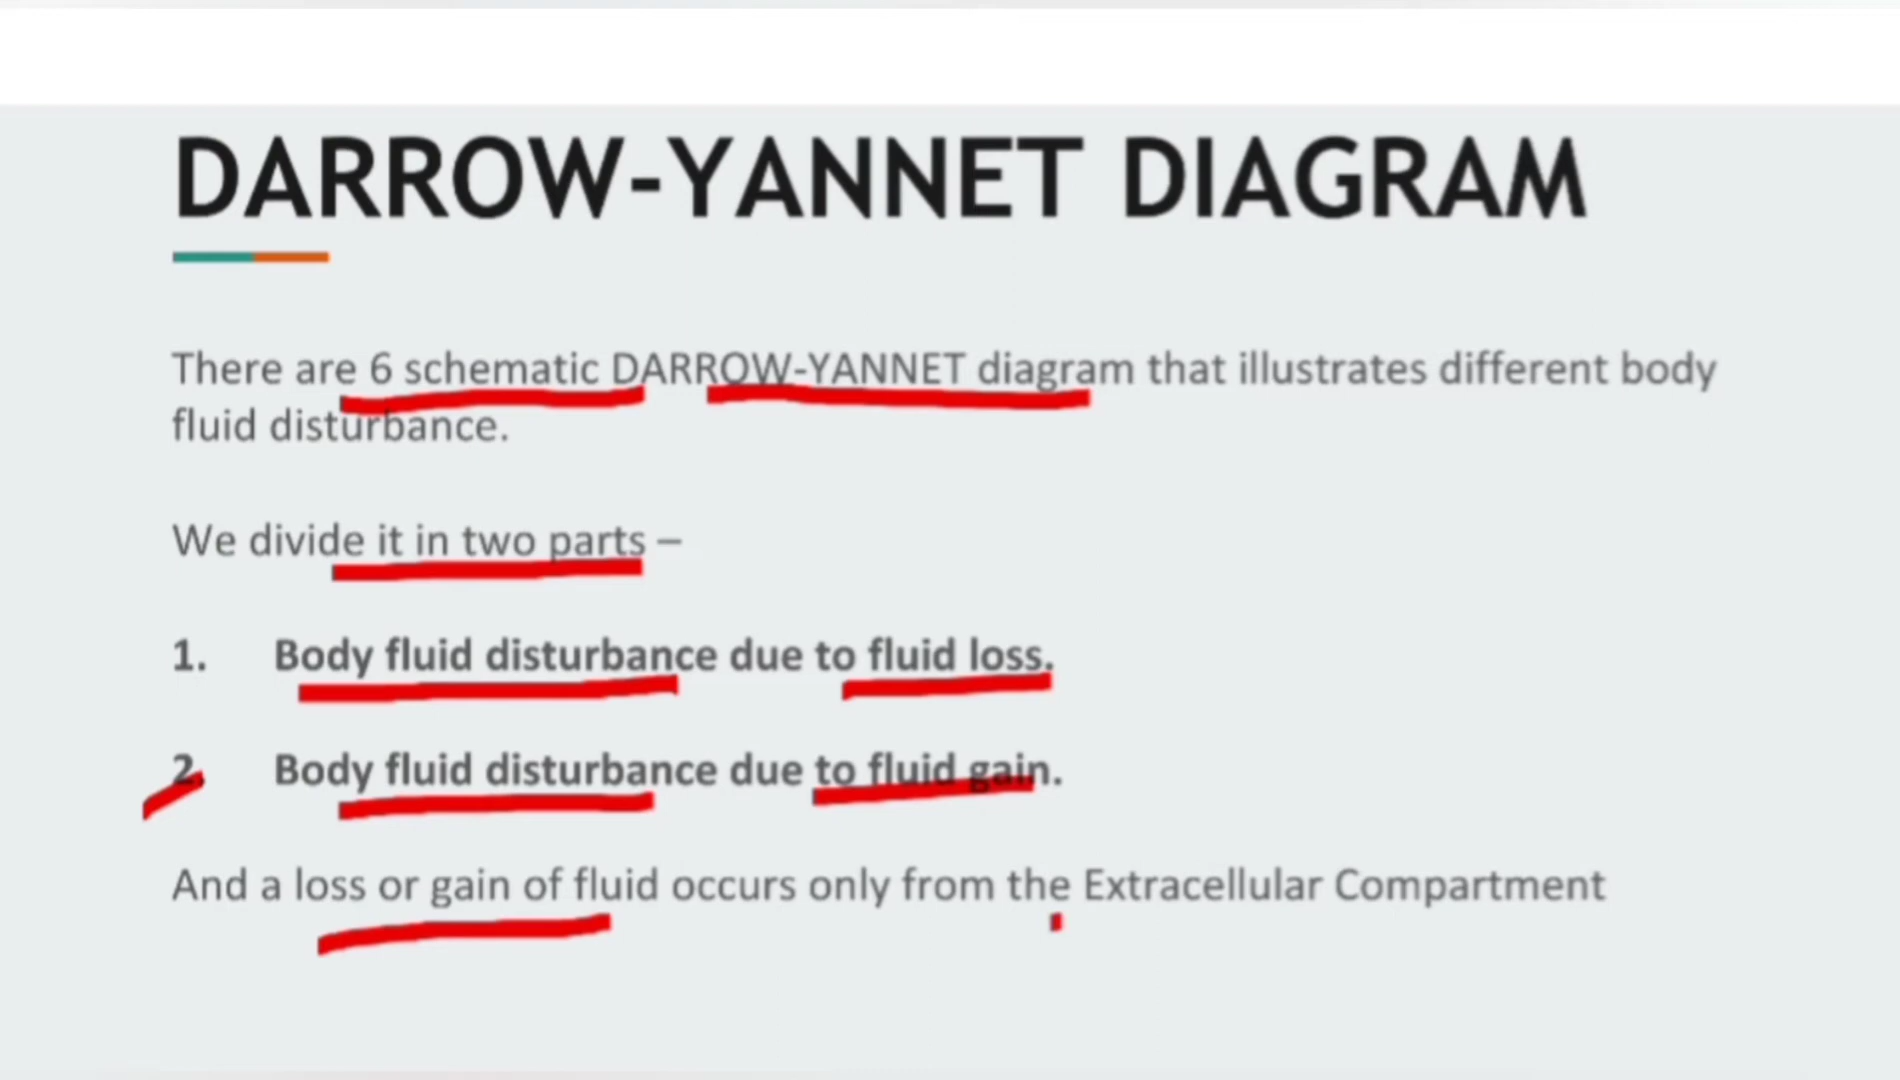 DARROW-YANNET DIAGRAM
There are 6 schematic DARROW-YANNET diagram that illustrates different body
fluid disturbance.
We divide it in two parts –
1. Body fluid disturbance due to fluid loss.
2. Body fluid disturbance due to fluid gain.
And a loss or gain of fluid occurs only from the Extracellular Compartment